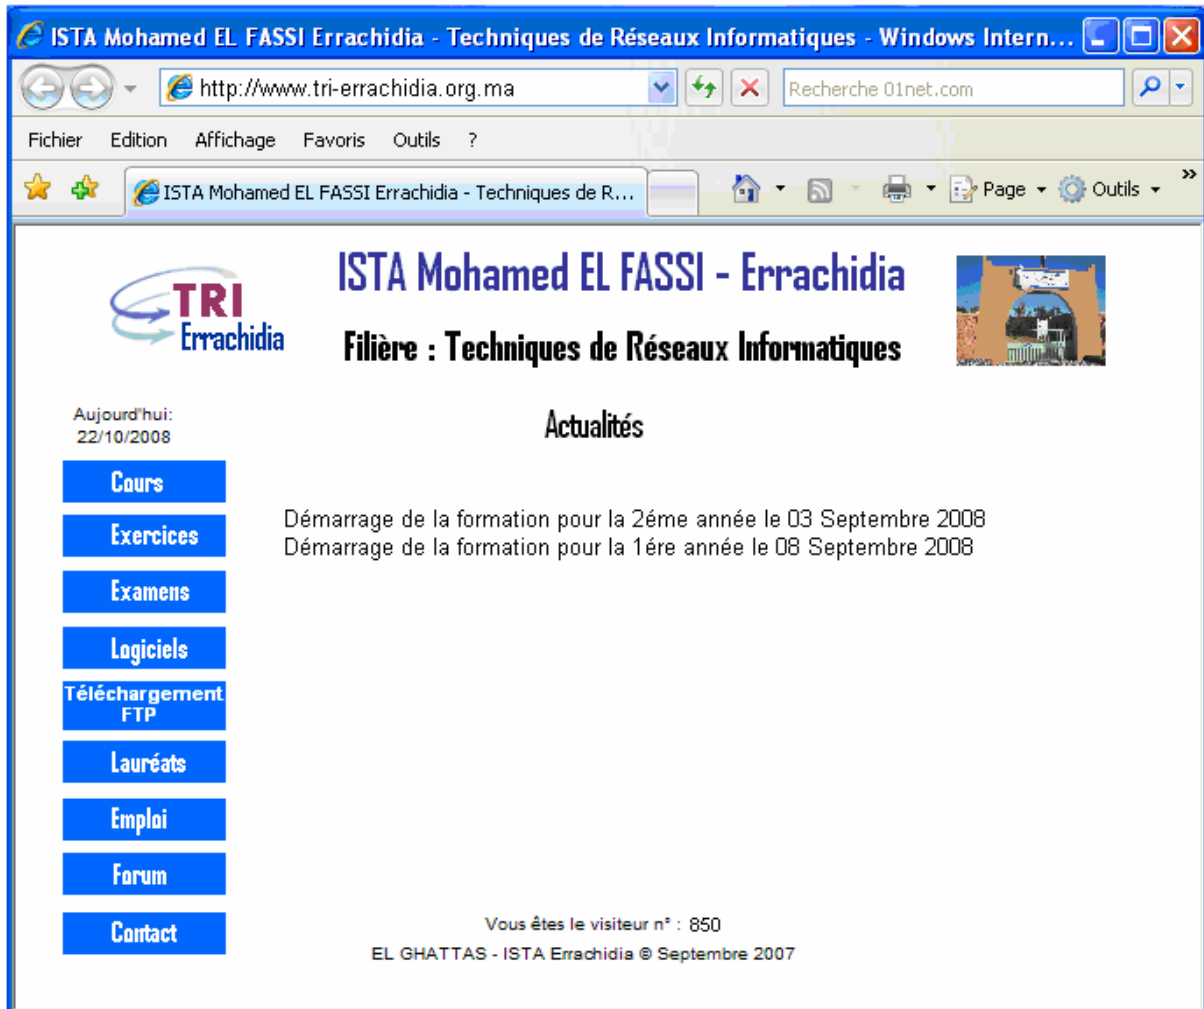 ISTA Mohamed EL FASSI Errachidia - Techniques de Réseaux Informatiques - Windows Intern...
http://www.tri-errachidia.org.ma
Recherche 01net.com
Fichier Edition Affichage Favoris Outils ?
ISTA Mohamed EL FASSI Errachidia - Techniques de R...
Page Outils »
ISTA Mohamed EL FASSI - Errachidia
TRI
Errachidia
Filière : Techniques de Réseaux Informatiques
Aujourd'hui:
22/10/2008
Actualités
Cours
Démarrage de la formation pour la 2éme année le 03 Septembre 2008
Exercices
Démarrage de la formation pour la 1ére année le 08 Septembre 2008
Examens
Logiciels
Téléchargement
FTP
Lauréats
Emploi
Forum
Contact
Vous êtes le visiteur n° : 850
EL GHATTAS - ISTA Errachidia © Septembre 2007